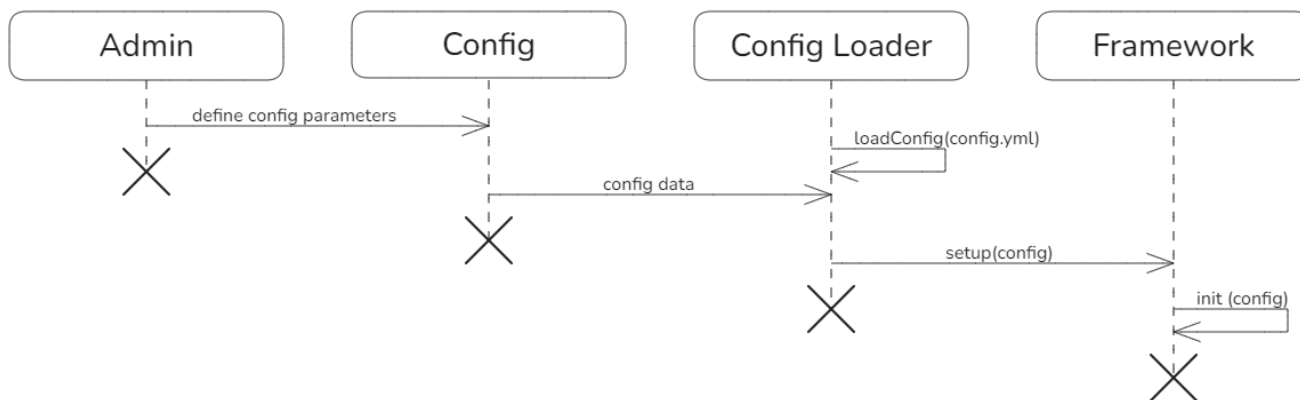 Admin
Config
Config Loader
Framework
define config parameters
loadConfig(config.yml)
config data
setup(config)
init (config)